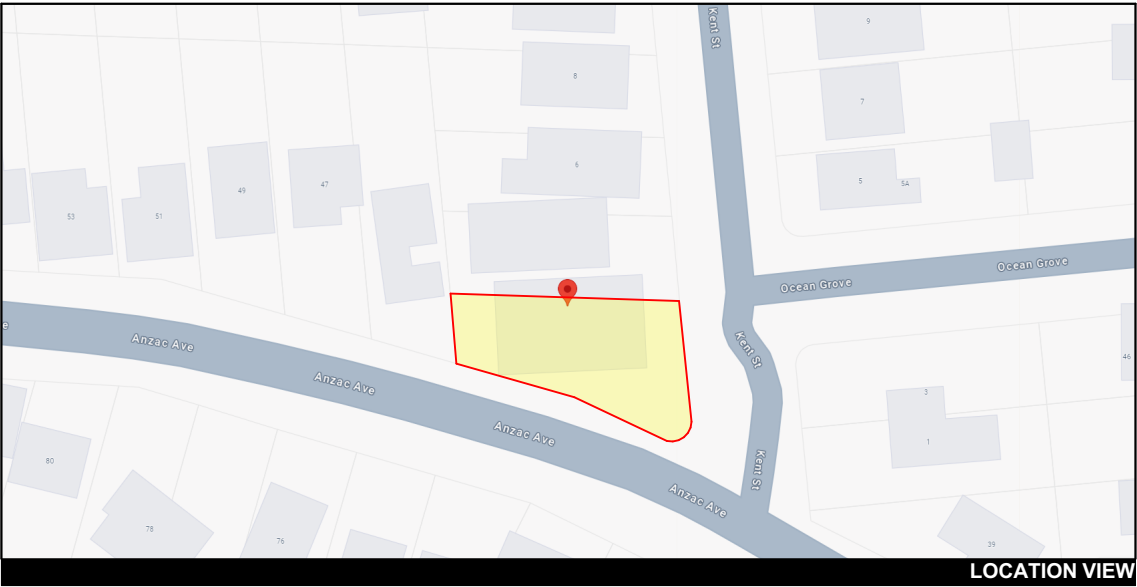 Kent St
9
8
7
6
5
5A
47
49
51
53
Ocean Grove
Ocean Grove
e
Anzac Ave
Kent St
Anzac Ave
46
3
1
Anzac Ave
80
Kent St
Anzac Ave
78
76
39
LOCATION VIEW